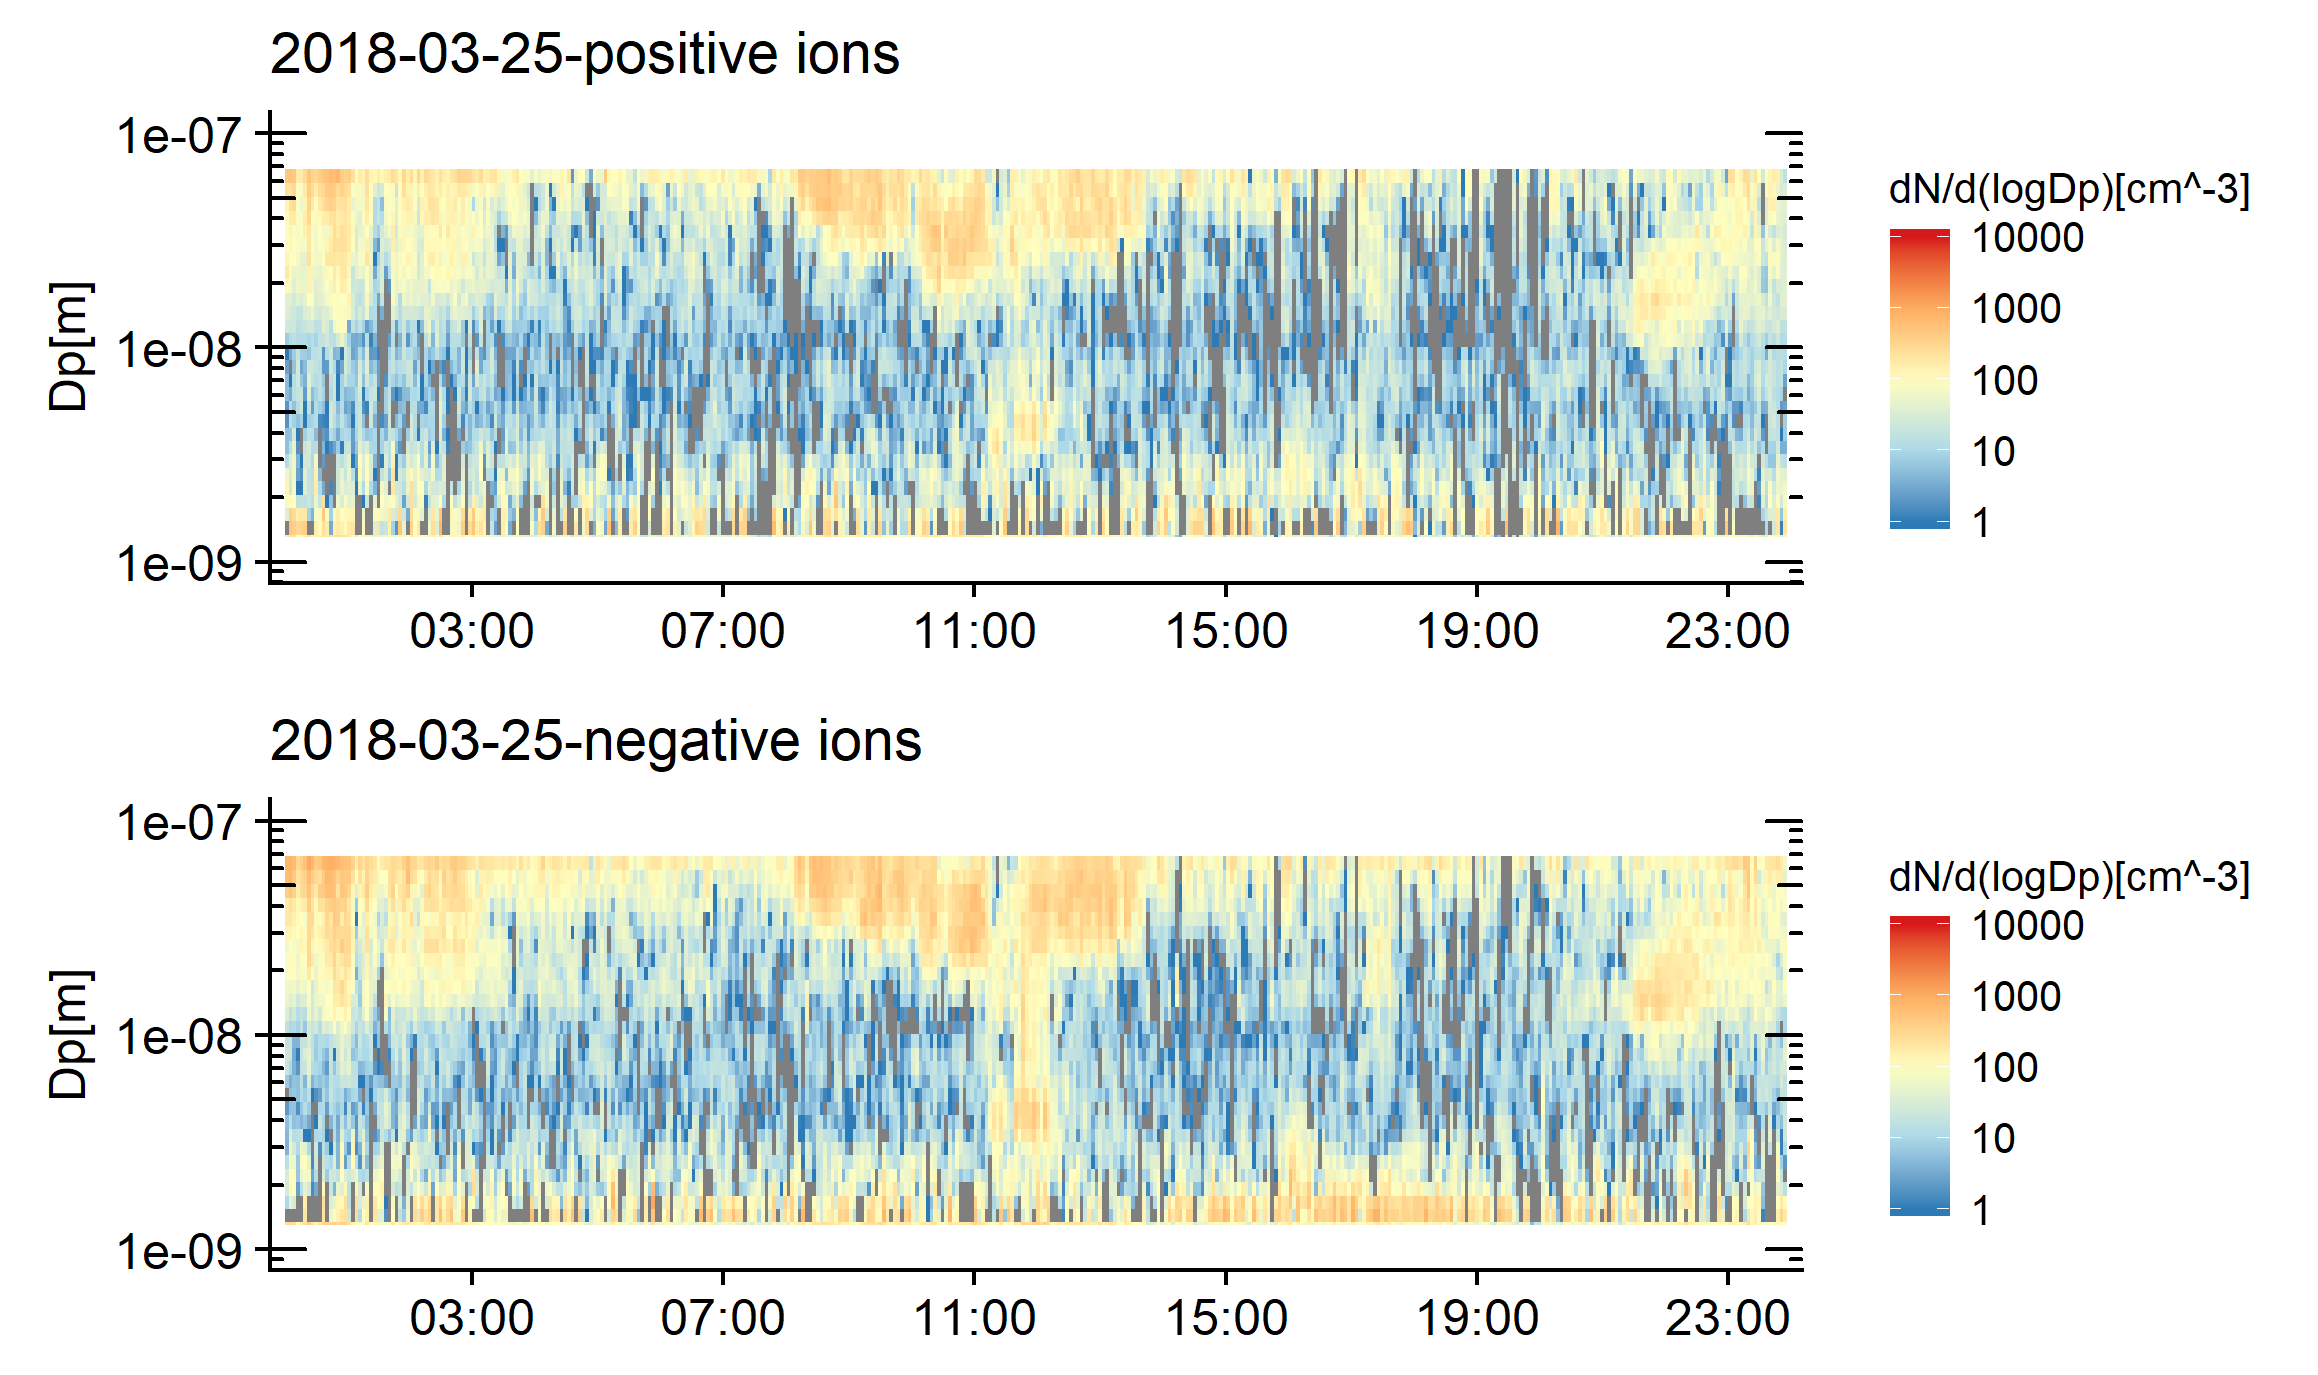 2018-03-25-positive ions
1e-07
1e-08
1e-09
Dp[m]
03:00 07:00 11:00 15:00 19:00 23:00
dN/d(logDp)[cm^-3]
10000
1000
100
10
1
2018-03-25-negative ions
1e-07
1e-08
1e-09
Dp[m]
03:00 07:00 11:00 15:00 19:00 23:00
dN/d(logDp)[cm^-3]
10000
1000
100
10
1